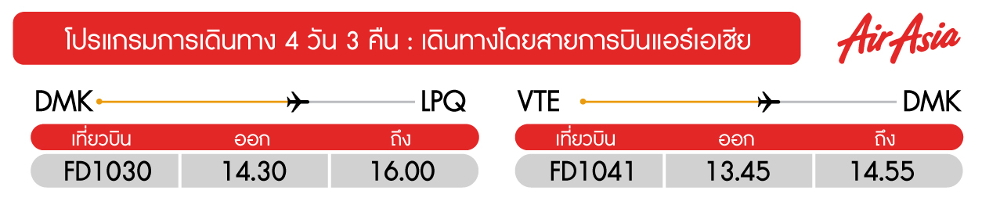 โปรแกรมการเดินทาง 4 วัน 3 คืน : เดินทางโดยสายการบินแอร์เอเชีย
AirAsia
DMK LPQ
เที่ยวบิน ออก ถึง
FD1030 14.30 16.00
VTE DMK
เที่ยวบิน ออก ถึง
FD1041 13.45 14.55